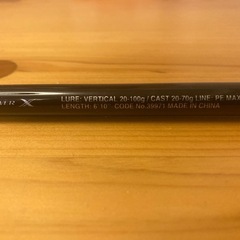 LURE: VERTICAL 20-100g / CAST 20-70g LINE: PE MAX
LENGTH: 6'10" CODE No.39971 MADE IN CHINA
X